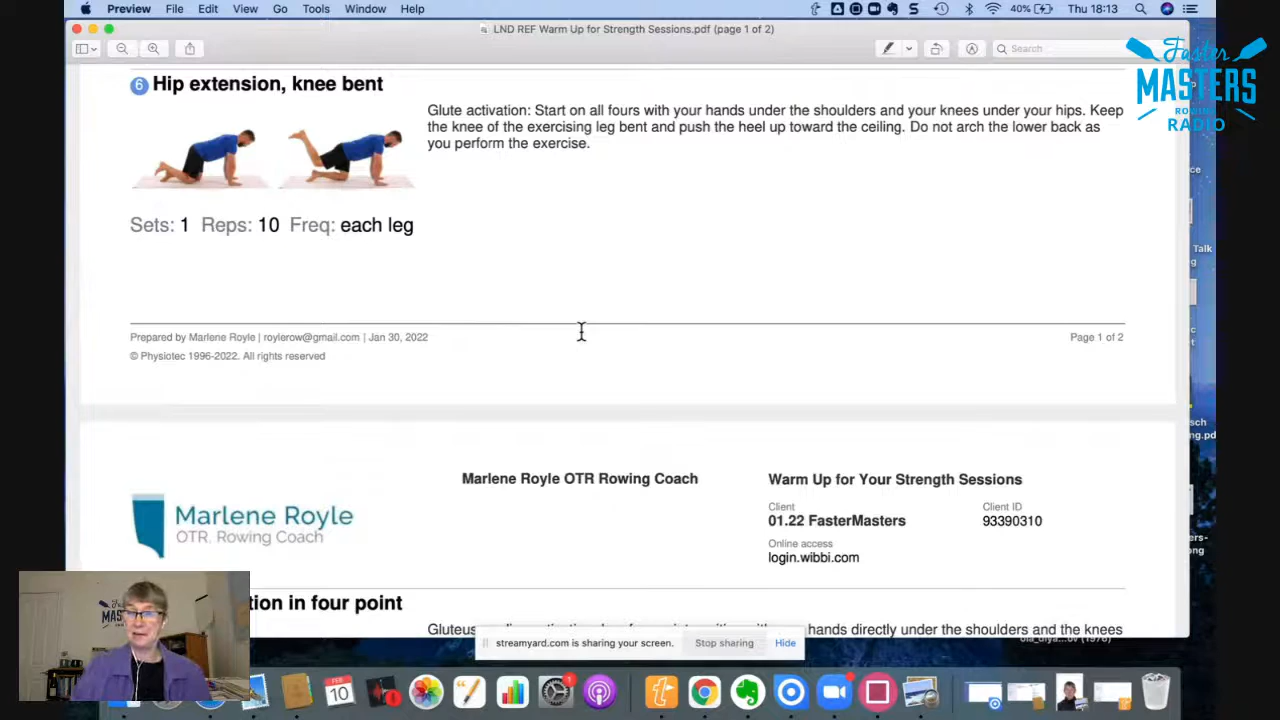 Preview File Edit View Go Tools Window Help 40% Thu 18:13
LND REF Warm Up for Strength Sessions.pdf (page 1 of 2)
Search
Faster
MASTERS
ROWING
RADIO
6 Hip extension, knee bent
Glute activation: Start on all fours with your hands under the shoulders and your knees under your hips. Keep
the knee of the exercising leg bent and push the heel up toward the ceiling. Do not arch the lower back as
you perform the exercise.
Sets: 1 Reps: 10 Freq: each leg
Talk
Prepared by Marlene Royle | roylerow@gmail.com | Jan 30, 2022
Page 1 of 2
© Physiotec 1996-2022. All rights reserved
Marlene Royle OTR Rowing Coach
Warm Up for Your Strength Sessions
Client
Client ID
01.22 FasterMasters
93390310
Online access
login.wibbi.com
Marlene Royle
OTR. Rowing Coach
tion in four point
hands directly under the shoulders and the knees
streamyard.com is sharing your screen.
Stop sharing
Hide
FEB
10